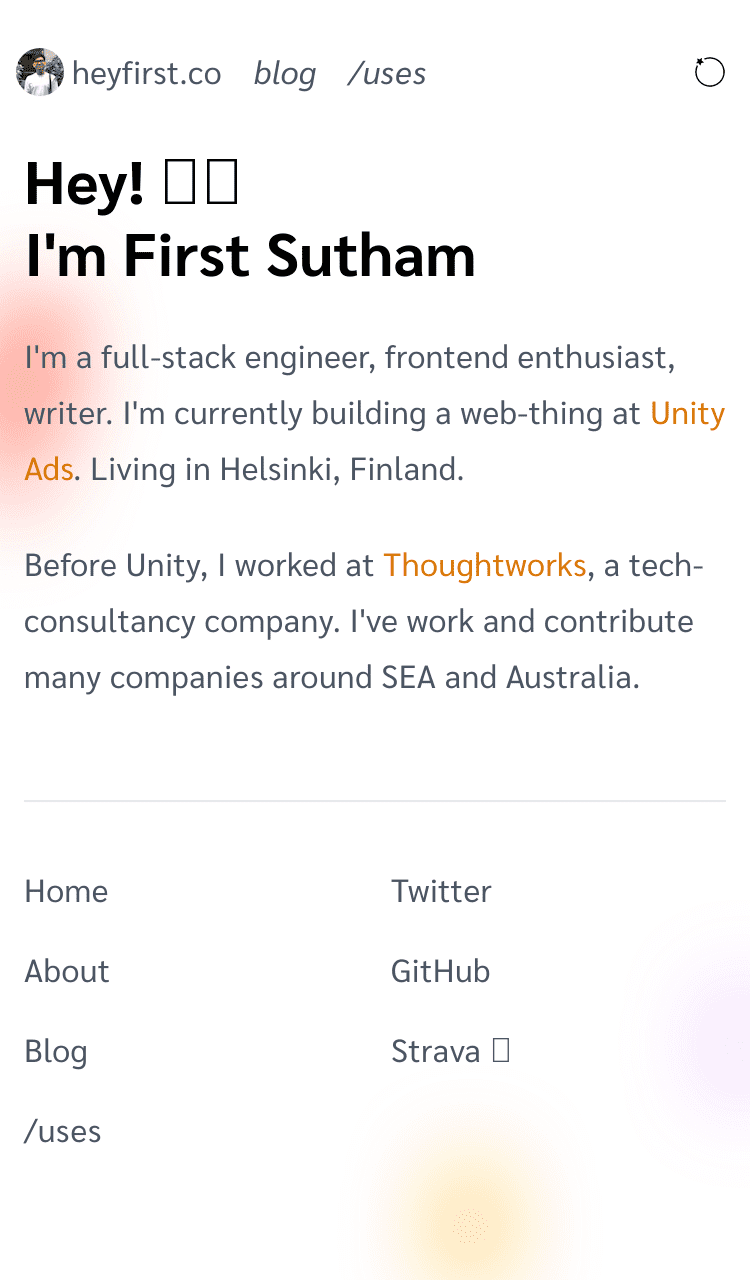 heyfirst.co blog /uses
Hey!
I'm First Sutham
I'm a full-stack engineer, frontend enthusiast,
writer. I'm currently building a web-thing at Unity
Ads. Living in Helsinki, Finland.
Before Unity, I worked at Thoughtworks, a tech-
consultancy company. I've work and contribute
many companies around SEA and Australia.
Home
Twitter
About
GitHub
Blog
Strava
/uses